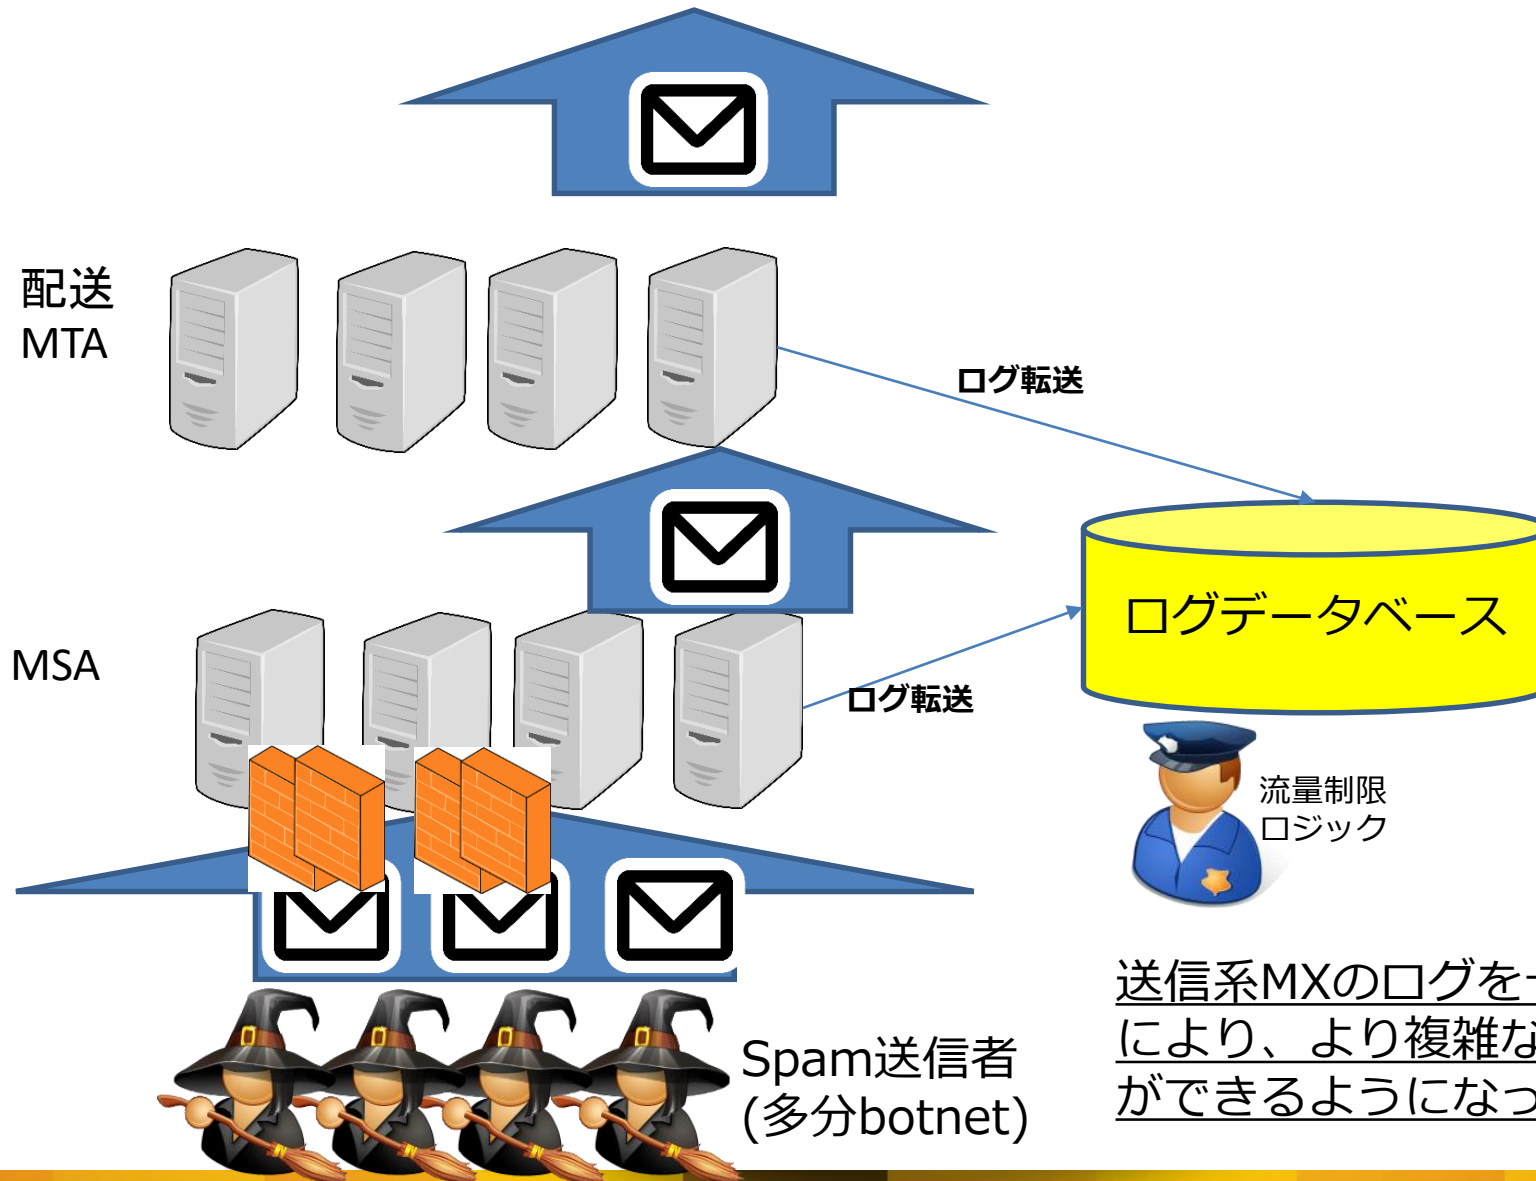 配送
MTA
ログ転送
ログデータベース
MSA
ログ転送
流量制限
ロジック
送信系MXのログを
により、より複雑な
ができるようになっ
Spam送信者
(多分botnet)